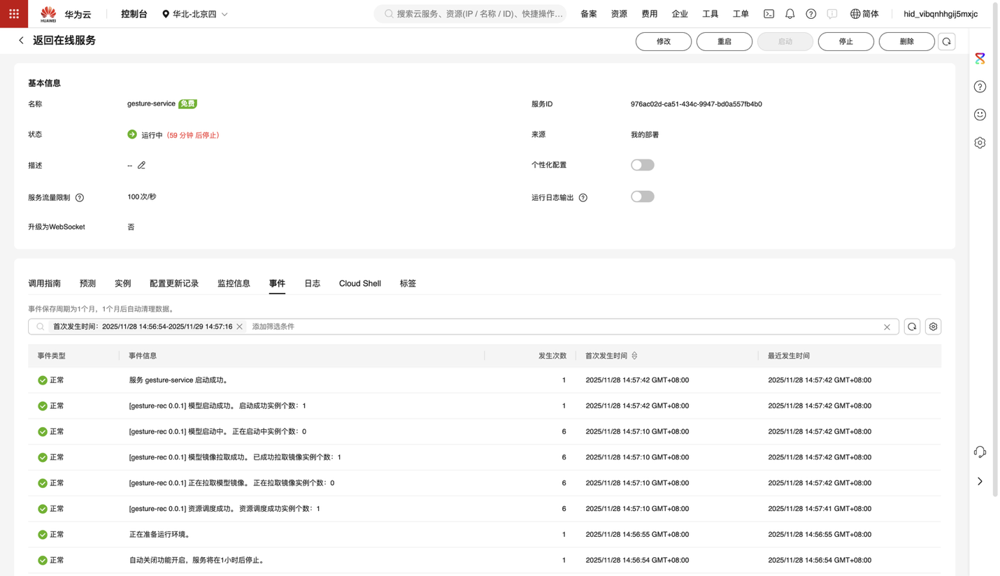 HUAWEI 华为云 控制台 华北-北京四 搜索云服务、资源(IP / 名称 / ID)、快捷操作… 备案 资源 费用 企业 工具 工单 简体 hid_vibqnhhgij5mxjc
返回在线服务 修改 重启 启动 停止 删除
基本信息
名称 gesture-service 免费 服务ID 976ac02d-ca51-434c-9947-bd0a557fb4b0
状态 运行中（59 分钟 后停止） 来源 我的部署
描述 -- 个性化配置
服务流量限制 100 次/秒 运行日志输出
升级为WebSocket 否
调用指南 预测 实例 配置更新记录 监控信息 事件 日志 Cloud Shell 标签
事件保存周期为1个月，1个月后自动清理数据。
首次发生时间：2025/11/28 14:56:54-2025/11/29 14:57:16 添加筛选条件
事件类型 事件信息 发生次数 首次发生时间 最近发生时间
正常 服务 gesture-service 启动成功。 1 2025/11/28 14:57:42 GMT+08:00 2025/11/28 14:57:42 GMT+08:00
正常 [gesture-rec 0.0.1] 模型启动成功。 启动成功实例个数：1 1 2025/11/28 14:57:42 GMT+08:00 2025/11/28 14:57:42 GMT+08:00
正常 [gesture-rec 0.0.1] 模型启动中。 正在启动中实例个数：0 6 2025/11/28 14:57:10 GMT+08:00 2025/11/28 14:57:42 GMT+08:00
正常 [gesture-rec 0.0.1] 模型镜像拉取成功。 已成功拉取镜像实例个数：1 6 2025/11/28 14:57:10 GMT+08:00 2025/11/28 14:57:42 GMT+08:00
正常 [gesture-rec 0.0.1] 正在拉取模型镜像。 正在拉取镜像实例个数：0 6 2025/11/28 14:57:10 GMT+08:00 2025/11/28 14:57:42 GMT+08:00
正常 [gesture-rec 0.0.1] 资源调度成功。 资源调度成功实例个数：1 6 2025/11/28 14:57:10 GMT+08:00 2025/11/28 14:57:41 GMT+08:00
正常 正在准备运行环境。 1 2025/11/28 14:56:55 GMT+08:00 2025/11/28 14:56:55 GMT+08:00
正常 自动关闭功能开启，服务将在1小时后停止。 1 2025/11/28 14:56:54 GMT+08:00 2025/11/28 14:56:54 GMT+08:00